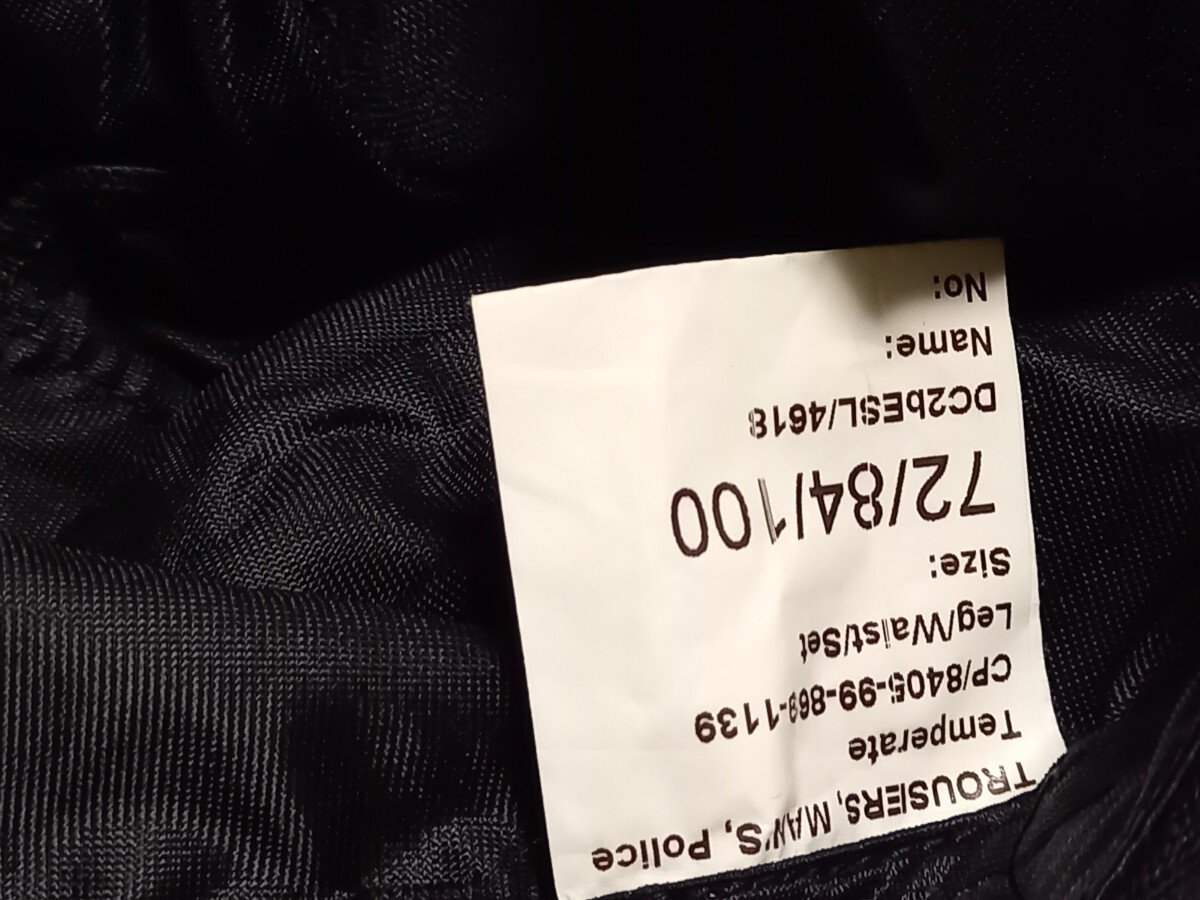 TROUSERS, MAN'S, Police
Temperate
CP/8405-99-869-1139
Leg/Waist/Set
Size:
72/84/100
DC2bESL/4618
Name:
No: